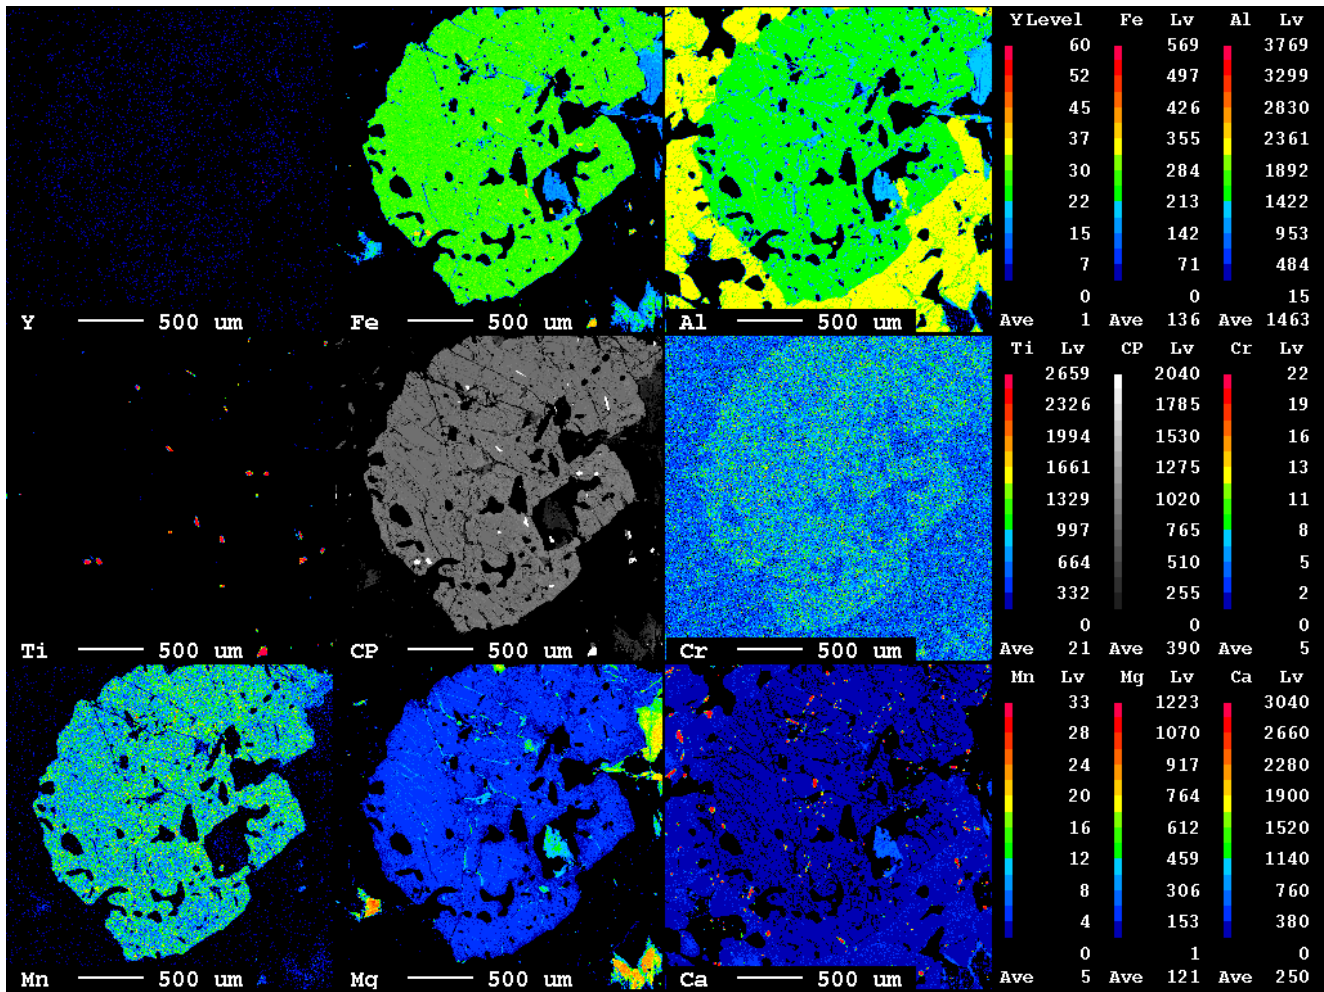 Y Level Fe Lv Al Lv
60 569 3769
52 497 3299
45 426 2830
37 355 2361
30 284 1892
22 213 1422
15 142 953
7 71 484
0 0 15
Ave 1 Ave 136 Ave 1463
Y 500 um Fe 500 um Al 500 um
Ti Lv CP Lv Cr Lv
2659 2040 22
2326 1785 19
1994 1530 16
1661 1275 13
1329 1020 11
997 765 8
664 510 5
332 255 2
0 0 0
Ave 21 Ave 390 Ave 5
Ti 500 um CP 500 um Cr 500 um
Mn Lv Mg Lv Ca Lv
33 1223 3040
28 1070 2660
24 917 2280
20 764 1900
16 612 1520
12 459 1140
8 306 760
4 153 380
0 1 0
Ave 5 Ave 121 Ave 250
Mn 500 um Mg 500 um Ca 500 um